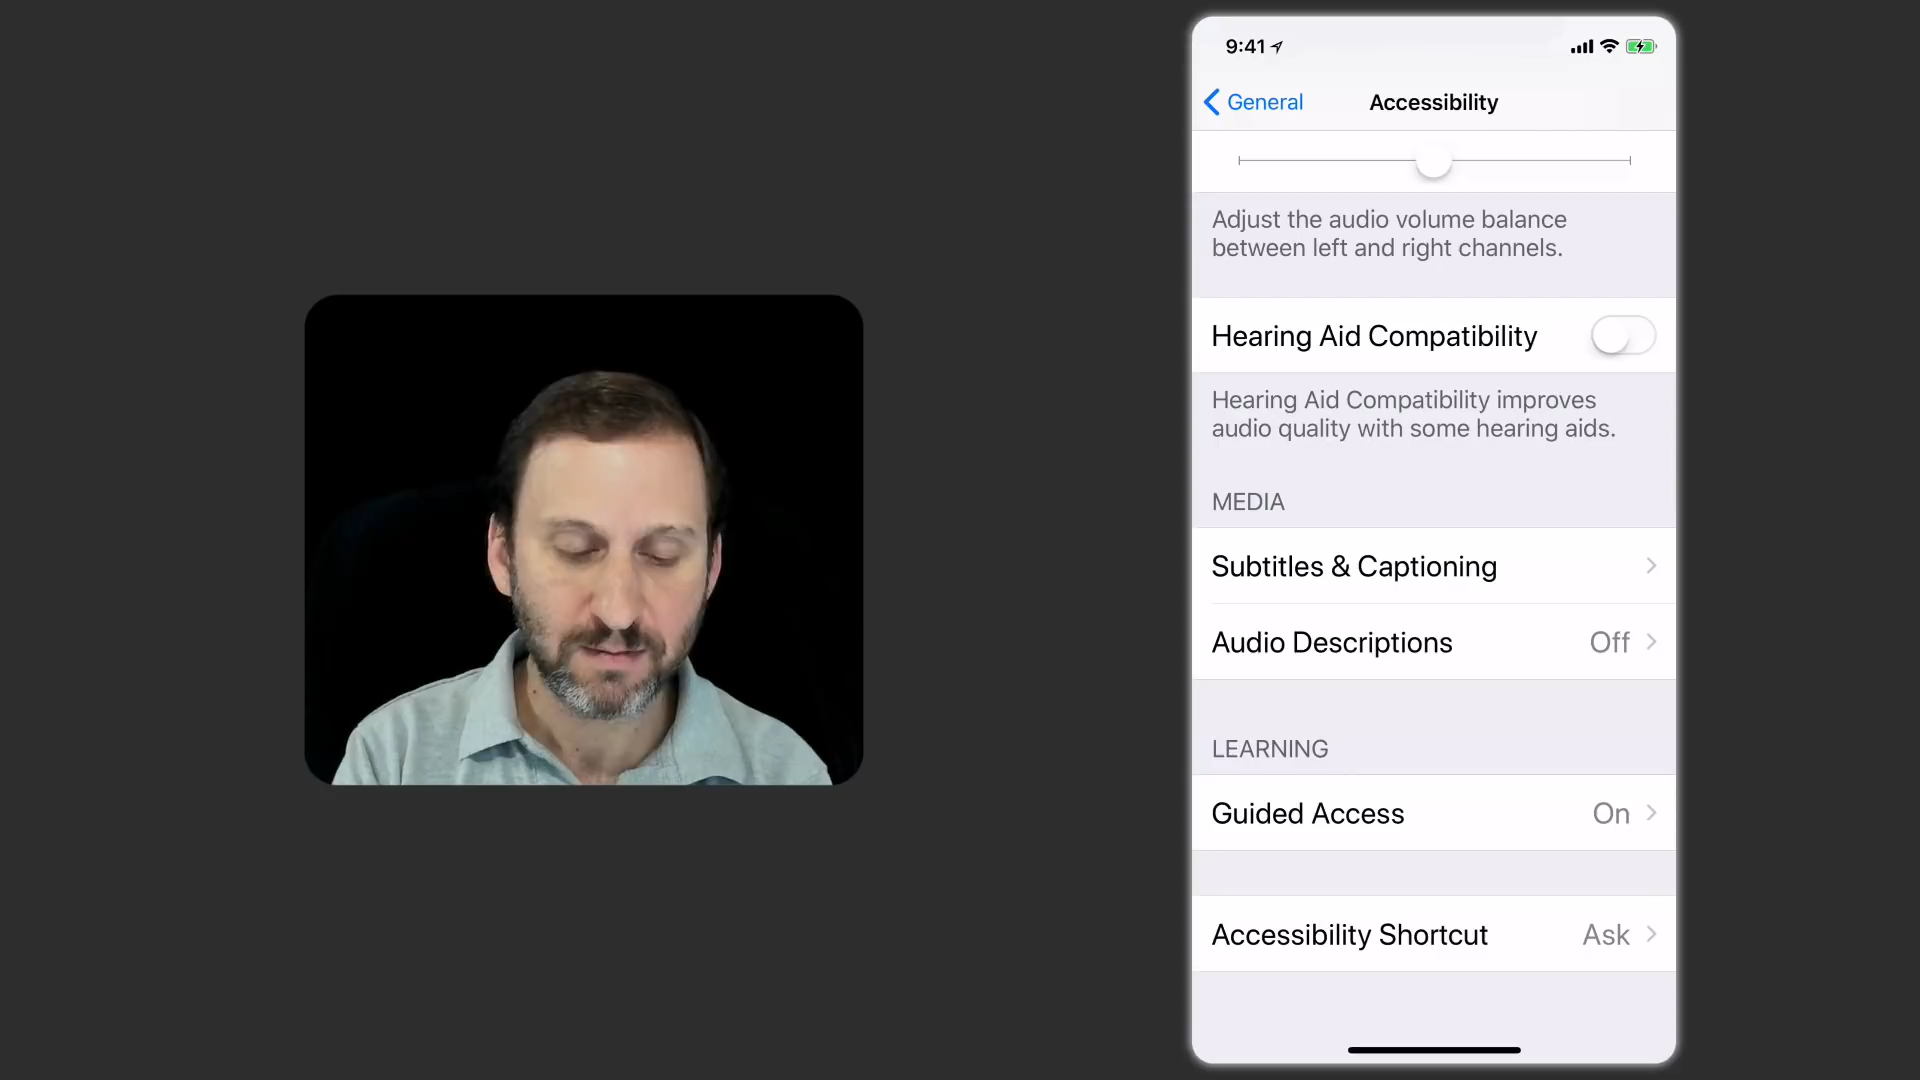 9:41
General
Accessibility
Adjust the audio volume balance
between left and right channels.
Hearing Aid Compatibility
Hearing Aid Compatibility improves
audio quality with some hearing aids.
MEDIA
Subtitles & Captioning
Audio Descriptions Off
LEARNING
Guided Access On
Accessibility Shortcut Ask